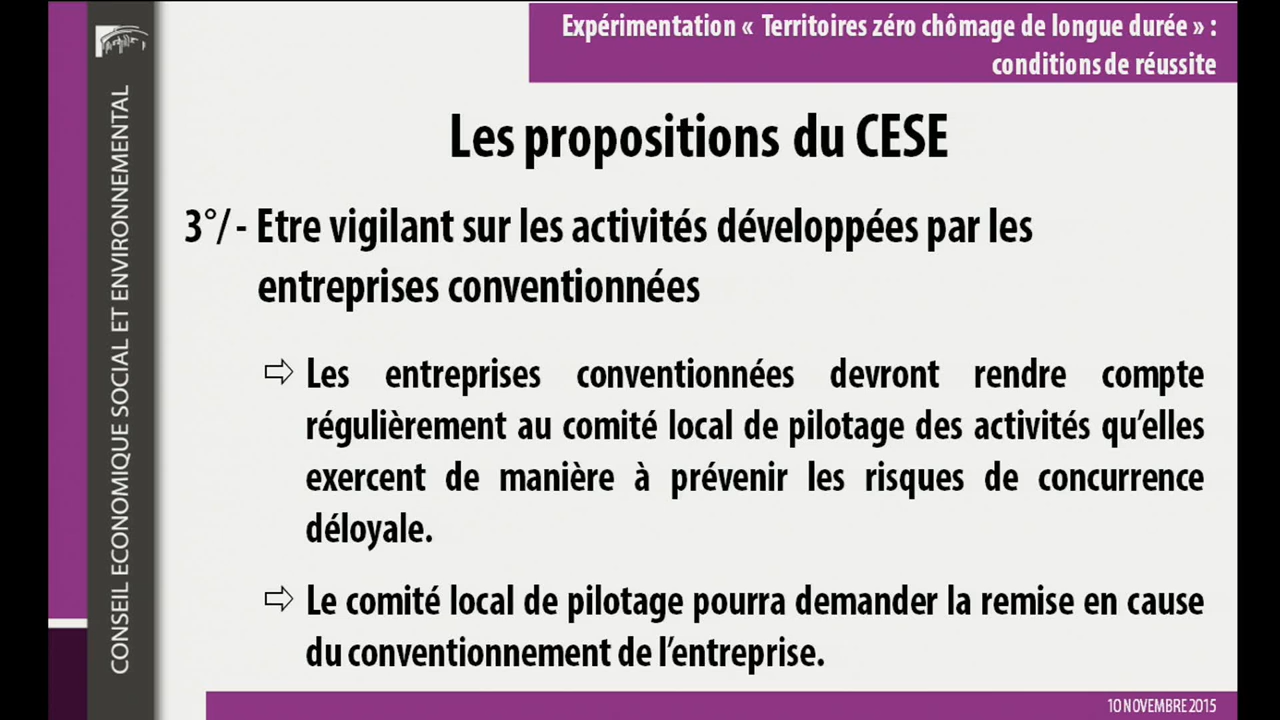 Expérimentation « Territoires zéro chômage de longue durée » :
conditions de réussite
CONSEIL ECONOMIQUE SOCIAL ET ENVIRONNEMENTAL
Les propositions du CESE
3°/ - Etre vigilant sur les activités développées par les
entreprises conventionnées
⇨ Les entreprises conventionnées devront rendre compte
régulièrement au comité local de pilotage des activités qu’elles
exercent de manière à prévenir les risques de concurrence
déloyale.
⇨ Le comité local de pilotage pourra demander la remise en cause
du conventionnement de l’entreprise.
10 NOVEMBRE 2015